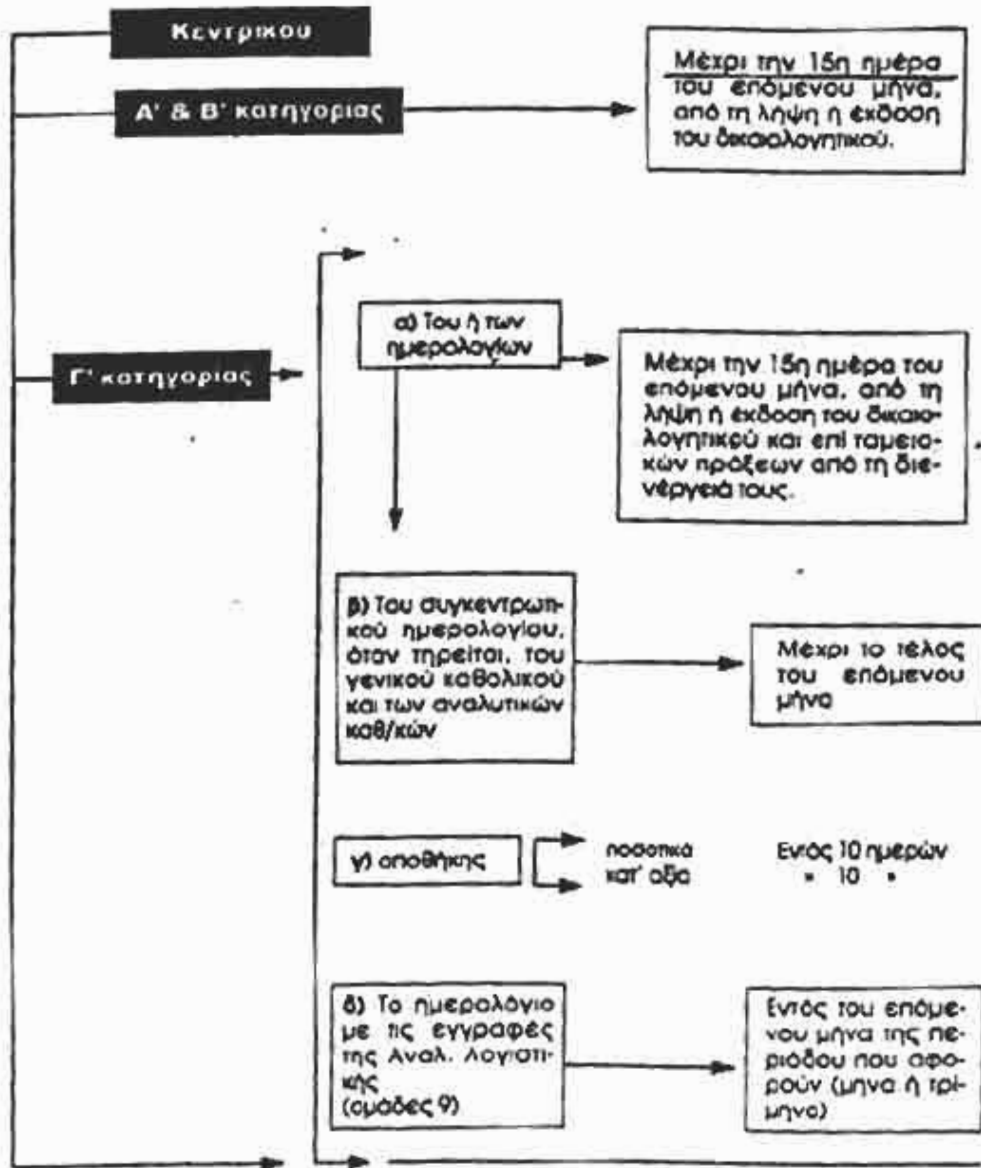 Κεντρικου
Α' & Β' κατηγοριας
Μέχρι την 15η ημέρα
του επόμενου μήνα,
από τη λήψη ή έκδοση
του δικαιολογητικού.
Γ' κατηγοριας
α) Του ή των
ημερολογίων
Μέχρι την 15η ημέρα του
επόμενου μήνα, από τη
λήψη ή έκδοση του δικαιο-
λογητικού και επί ταμεια-
κών πράξεων από τη διε-
νέργειά τους.
β) Του συγκεντρωτι-
κού ημερολογίου,
όταν τηρείται, του
γενικού καθολικού
και των αναλυτικών
καθ/κών
Μέχρι το τέλος
του επόμενου
μήνα
γ) αποθήκης
ποσοτικά
κατ' αξία
Εντός 10 ημερών
" 10 "
δ) Το ημερολόγιο
με τις εγγραφές
της Αναλ. Λογιστι-
κής
(ομάδες 9)
Εντός του επόμε-
νου μήνα της πε-
ριόδου που αφο-
ρούν (μηνα ή τρί-
μηνο)